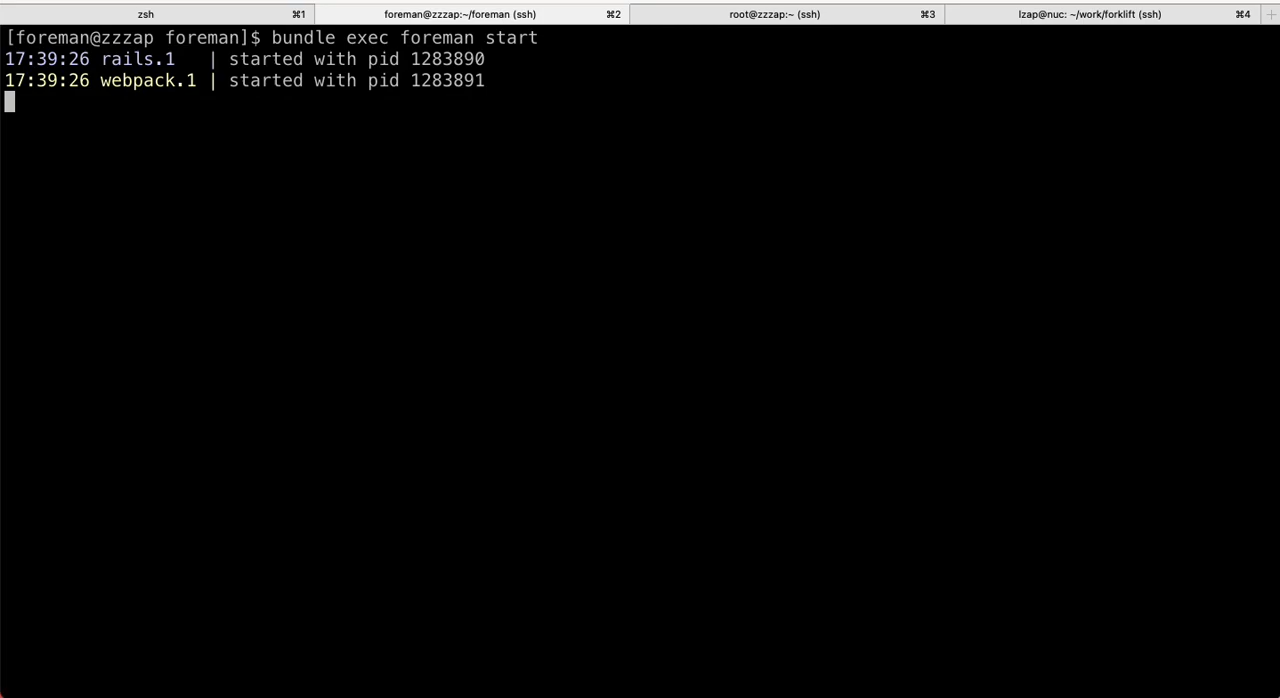 zsh ⌘1 foreman@zzzap:~/foreman (ssh) ⌘2 root@zzzap:~ (ssh) ⌘3 lzap@nuc: ~/work/forklift (ssh) ⌘4 +
[foreman@zzzap foreman]$ bundle exec foreman start
17:39:26 rails.1   | started with pid 1283890
17:39:26 webpack.1 | started with pid 1283891